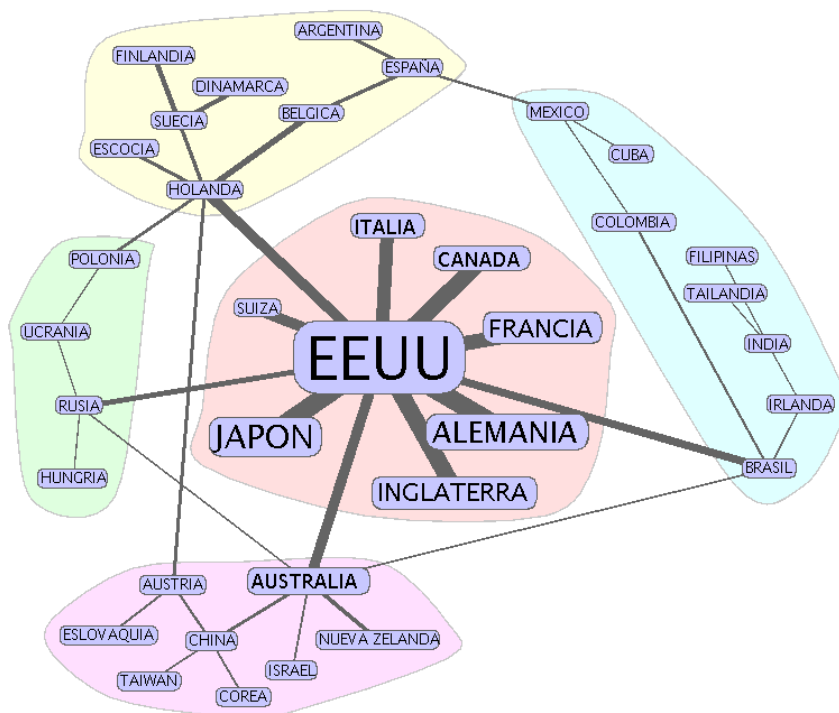 ARGENTINA
FINLANDIA
ESPAÑA
DINAMARCA
BELGICA
MEXICO
SUECIA
ESCOCIA
CUBA
HOLANDA
COLOMBIA
ITALIA
CANADA
POLONIA
FILIPINAS
TAILANDIA
SUIZA
FRANCIA
UCRANIA
EEUU
INDIA
RUSIA
IRLANDA
JAPON
ALEMANIA
BRASIL
HUNGRIA
INGLATERRA
AUSTRIA
AUSTRALIA
ESLOVAQUIA
CHINA
NUEVA ZELANDA
ISRAEL
TAIWAN
COREA